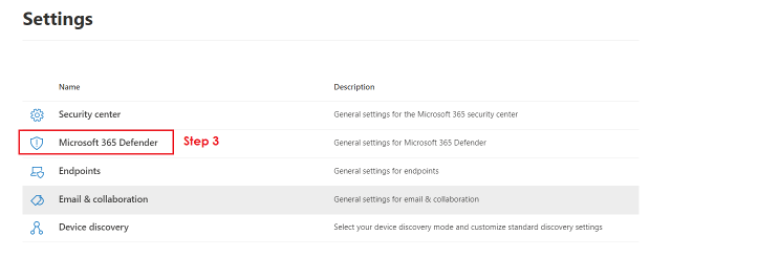 Settings
Name Description
Security center General settings for the Microsoft 365 security center
Microsoft 365 Defender Step 3 General settings for Microsoft 365 Defender
Endpoints General settings for endpoints
Email & collaboration General settings for email & collaboration
Device discovery Select your device discovery mode and customize standard discovery settings